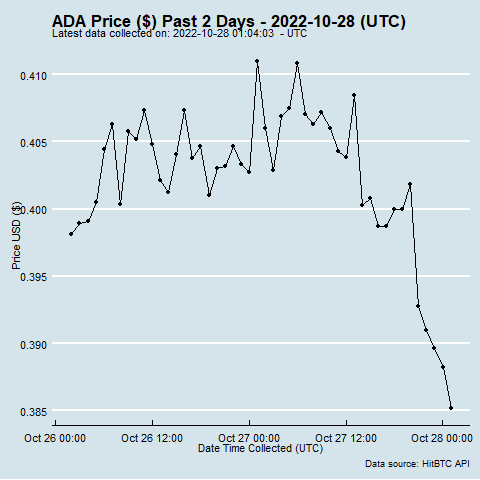 ADA Price ($) Past 2 Days - 2022-10-28 (UTC)
Latest data collected on: 2022-10-28 01:04:03  - UTC
0.410
0.405
0.400
0.395
0.390
0.385
Price USD ($)
Oct 26 00:00 Oct 26 12:00 Oct 27 00:00 Oct 27 12:00 Oct 28 00:00
Date Time Collected (UTC)
Data source: HitBTC API